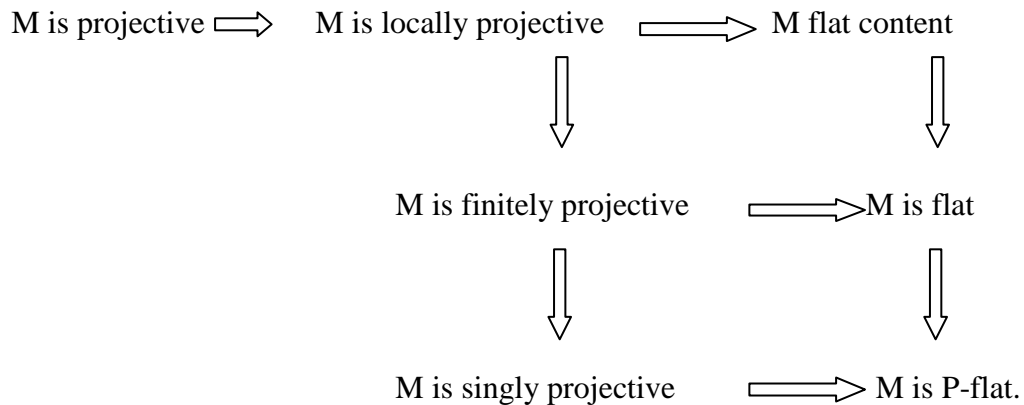 M is projective M is locally projective M flat content
M is finitely projective M is flat
M is singly projective M is P-flat.